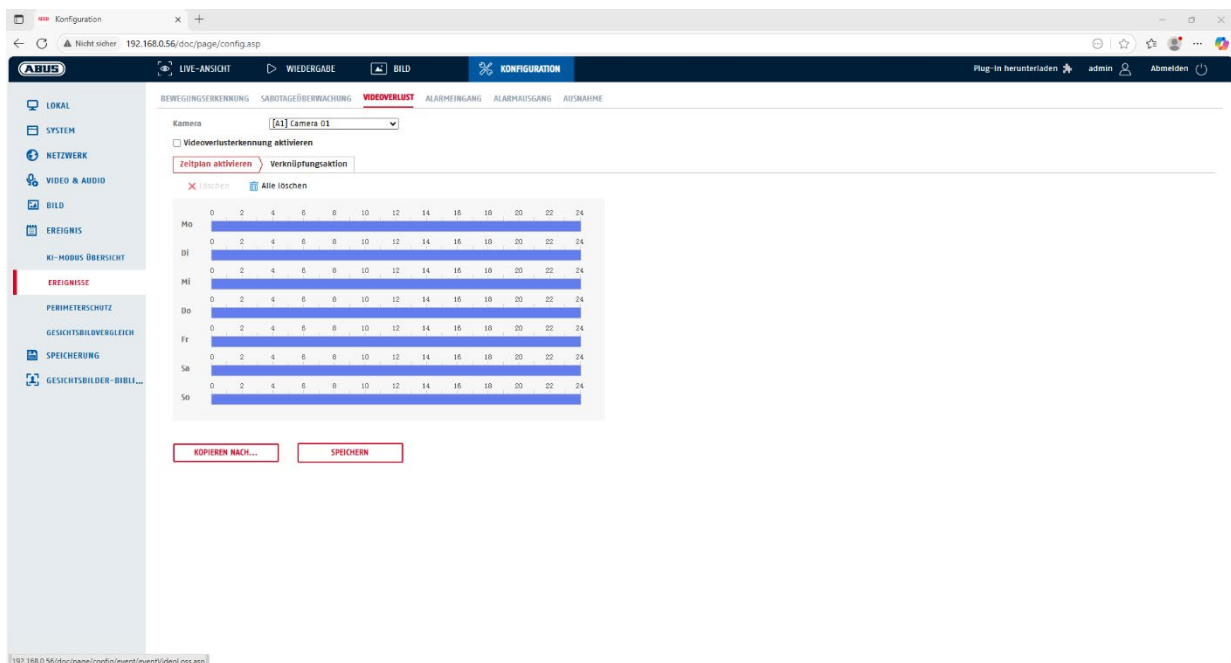 Konfiguration
Nicht sicher 192.168.0.56/doc/page/config.asp
ABUS LIVE-ANSICHT WIEDERGABE BILD KONFIGURATION Plug-In herunterladen admin Abmelden
LOKAL
SYSTEM
NETZWERK
VIDEO & AUDIO
BILD
EREIGNIS
KI-MODUS ÜBERSICHT
EREIGNISSE
PERIMETERSCHUTZ
GESICHTSBILDVERGLEICH
SPEICHERUNG
GESICHTSBILDER-BIBLI...
BEWEGUNGSERKENNUNG SABOTAGEÜBERWACHUNG VIDEOVERLUST ALARMEINGANG ALARMAUSGANG AUSNAHME
Kamera [A1] Camera 01
Videoverlusterkennung aktivieren
Zeitplan aktivieren Verknüpfungsaktion
Löschen Alle löschen
0 2 4 6 8 10 12 14 16 18 20 22 24
Mo
0 2 4 6 8 10 12 14 16 18 20 22 24
Di
0 2 4 6 8 10 12 14 16 18 20 22 24
Mi
0 2 4 6 8 10 12 14 16 18 20 22 24
Do
0 2 4 6 8 10 12 14 16 18 20 22 24
Fr
0 2 4 6 8 10 12 14 16 18 20 22 24
Sa
0 2 4 6 8 10 12 14 16 18 20 22 24
So
KOPIEREN NACH... SPEICHERN
192.168.0.56/doc/page/config/event/eventVideoLoss.asp